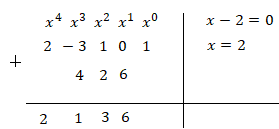 x⁴ x³ x² x¹ x⁰ x − 2 = 0
2 − 3 1 0 1 x = 2
+
4 2 6
2 1 3 6